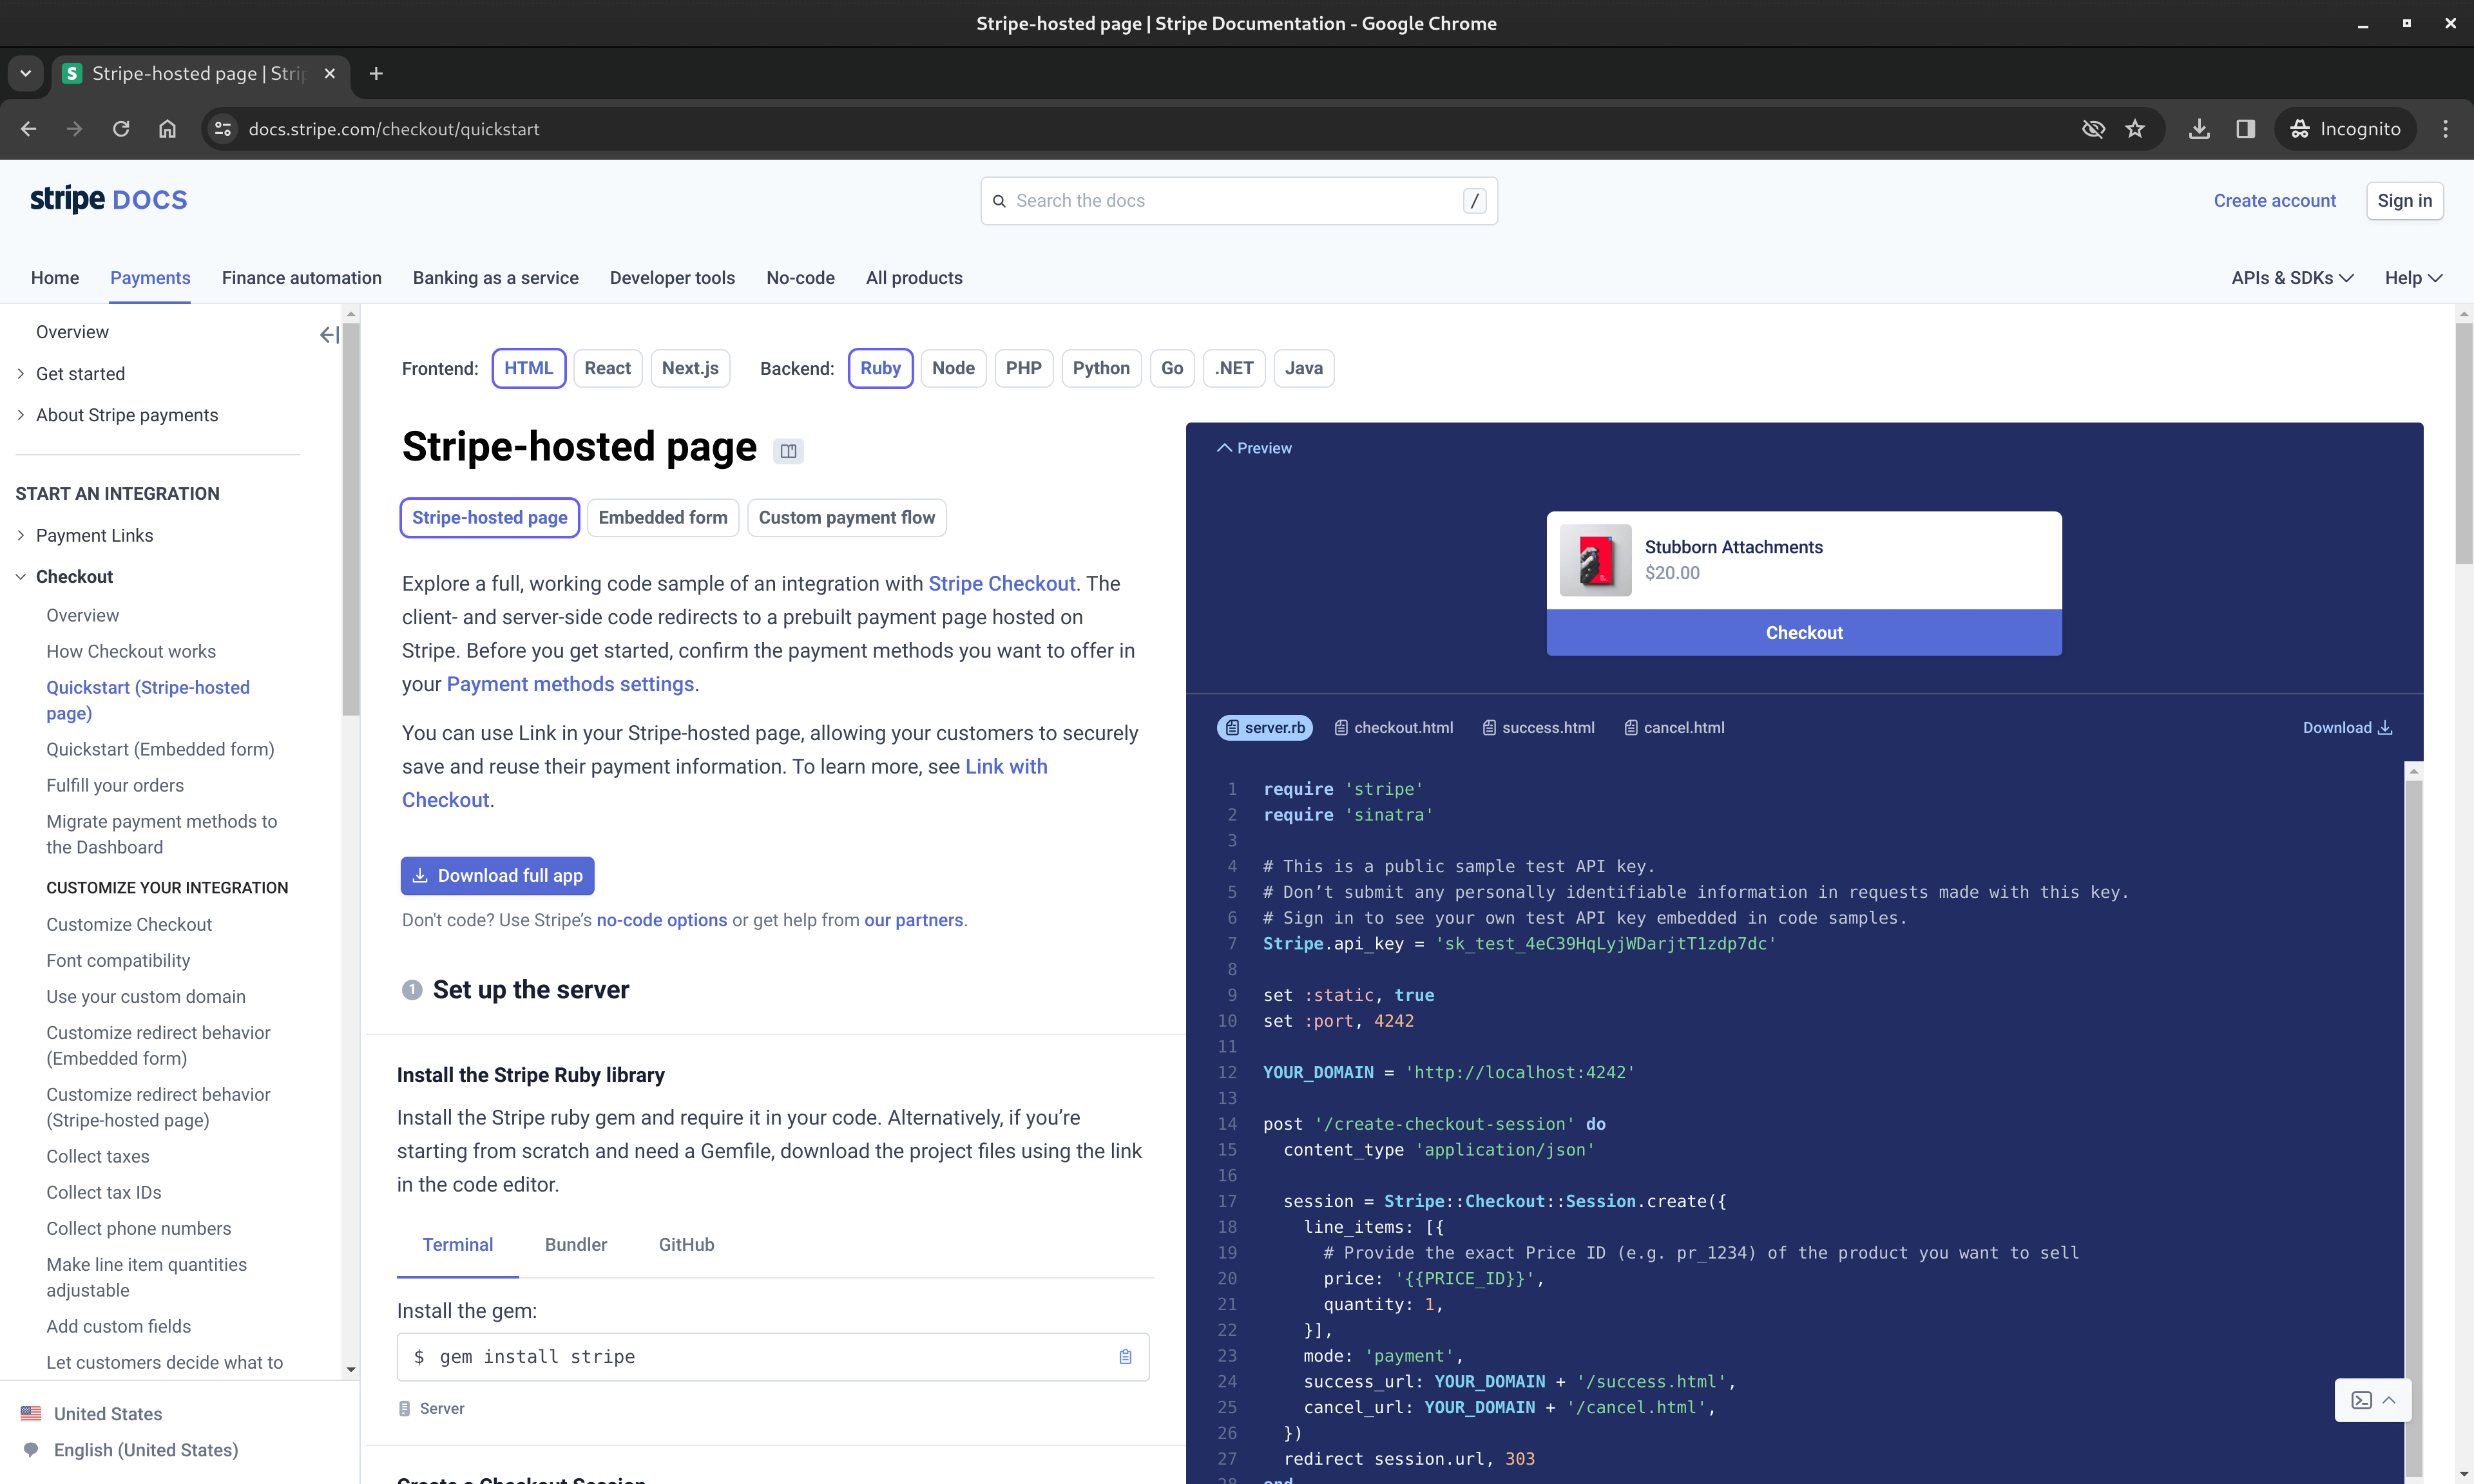 Stripe-hosted page | Stripe Documentation - Google Chrome
Stripe-hosted page | Strip
docs.stripe.com/checkout/quickstart
Incognito
stripe DOCS
Search the docs /
Create account
Sign in
Home Payments Finance automation Banking as a service Developer tools No-code All products
APIs & SDKs Help
Overview
Get started
About Stripe payments
START AN INTEGRATION
Payment Links
Checkout
Overview
How Checkout works
Quickstart (Stripe-hosted
page)
Quickstart (Embedded form)
Fulfill your orders
Migrate payment methods to
the Dashboard
CUSTOMIZE YOUR INTEGRATION
Customize Checkout
Font compatibility
Use your custom domain
Customize redirect behavior
(Embedded form)
Customize redirect behavior
(Stripe-hosted page)
Collect taxes
Collect tax IDs
Collect phone numbers
Make line item quantities
adjustable
Add custom fields
Let customers decide what to
United States
English (United States)
Frontend: HTML React Next.js Backend: Ruby Node PHP Python Go .NET Java
Stripe-hosted page
Stripe-hosted page Embedded form Custom payment flow
Explore a full, working code sample of an integration with Stripe Checkout. The
client- and server-side code redirects to a prebuilt payment page hosted on
Stripe. Before you get started, confirm the payment methods you want to offer in
your Payment methods settings.
You can use Link in your Stripe-hosted page, allowing your customers to securely
save and reuse their payment information. To learn more, see Link with
Checkout.
Download full app
Don't code? Use Stripe’s no-code options or get help from our partners.
1 Set up the server
Install the Stripe Ruby library
Install the Stripe ruby gem and require it in your code. Alternatively, if you’re
starting from scratch and need a Gemfile, download the project files using the link
in the code editor.
Terminal Bundler GitHub
Install the gem:
$ gem install stripe
Server
Create a Checkout Session
Preview
Stubborn Attachments
$20.00
Checkout
server.rb checkout.html success.html cancel.html
Download
1 require 'stripe'
2 require 'sinatra'
3
4 # This is a public sample test API key.
5 # Don’t submit any personally identifiable information in requests made with this key.
6 # Sign in to see your own test API key embedded in code samples.
7 Stripe.api_key = 'sk_test_4eC39HqLyjWDarjtT1zdp7dc'
8
9 set :static, true
10 set :port, 4242
11
12 YOUR_DOMAIN = 'http://localhost:4242'
13
14 post '/create-checkout-session' do
15 content_type 'application/json'
16
17 session = Stripe::Checkout::Session.create({
18 line_items: [{
19 # Provide the exact Price ID (e.g. pr_1234) of the product you want to sell
20 price: '{{PRICE_ID}}',
21 quantity: 1,
22 }],
23 mode: 'payment',
24 success_url: YOUR_DOMAIN + '/success.html',
25 cancel_url: YOUR_DOMAIN + '/cancel.html',
26 })
27 redirect session.url, 303
28 end